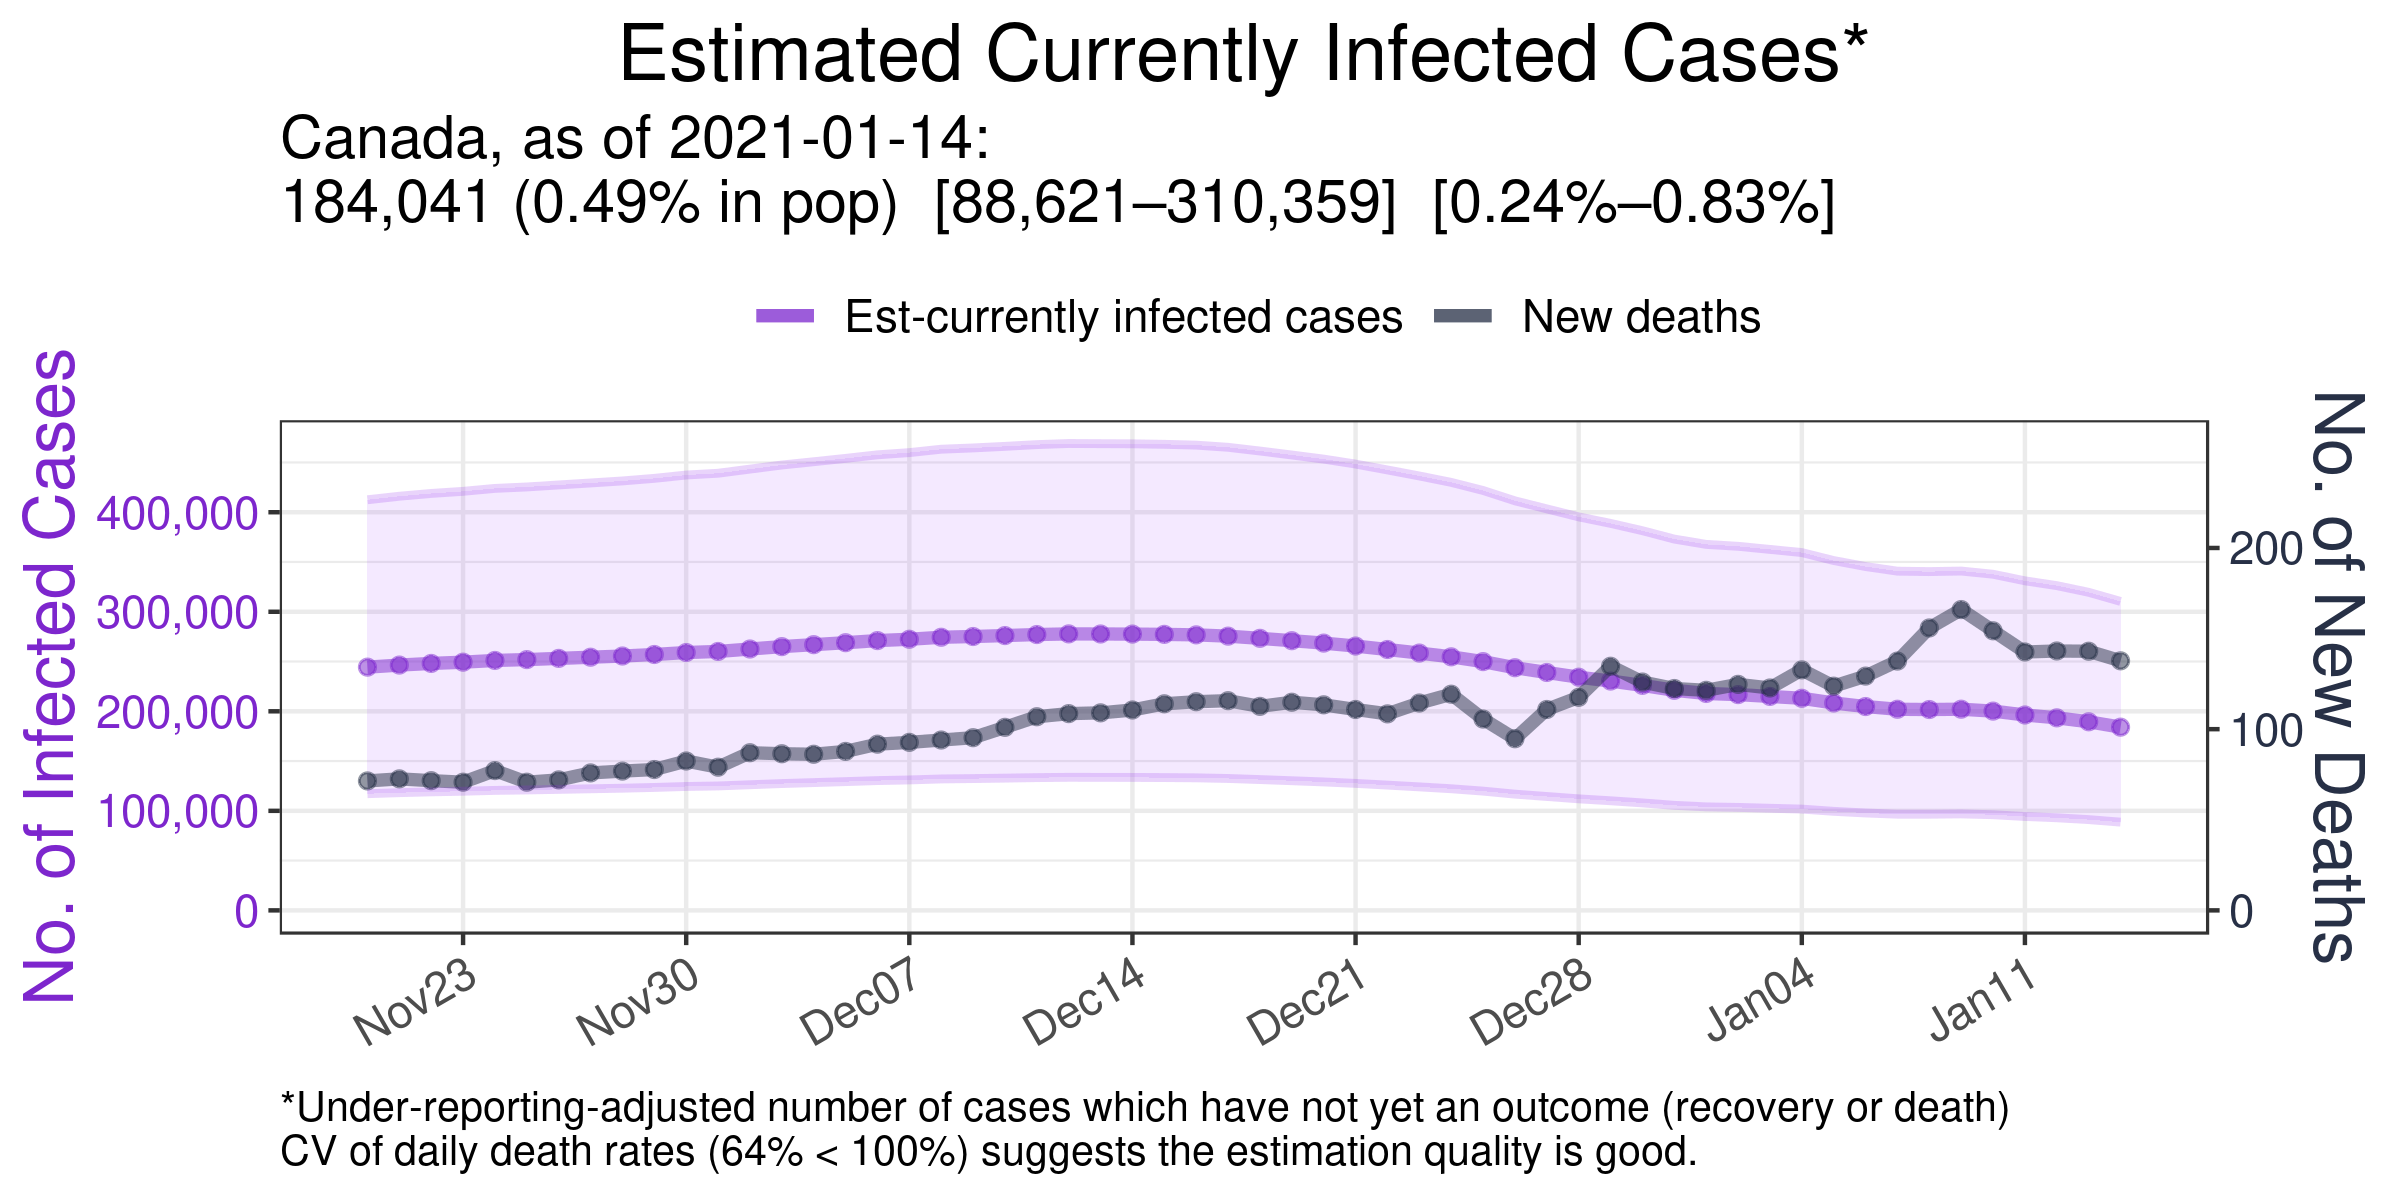 Estimated Currently Infected Cases*
Canada, as of 2021-01-14:
184,041 (0.49% in pop)  [88,621–310,359]  [0.24%–0.83%]
Est-currently infected cases
New deaths
No. of Infected Cases
400,000
300,000
200,000
100,000
0
No. of New Deaths
200
100
0
Nov23
Nov30
Dec07
Dec14
Dec21
Dec28
Jan04
Jan11
*Under-reporting-adjusted number of cases which have not yet an outcome (recovery or death)
CV of daily death rates (64% < 100%) suggests the estimation quality is good.